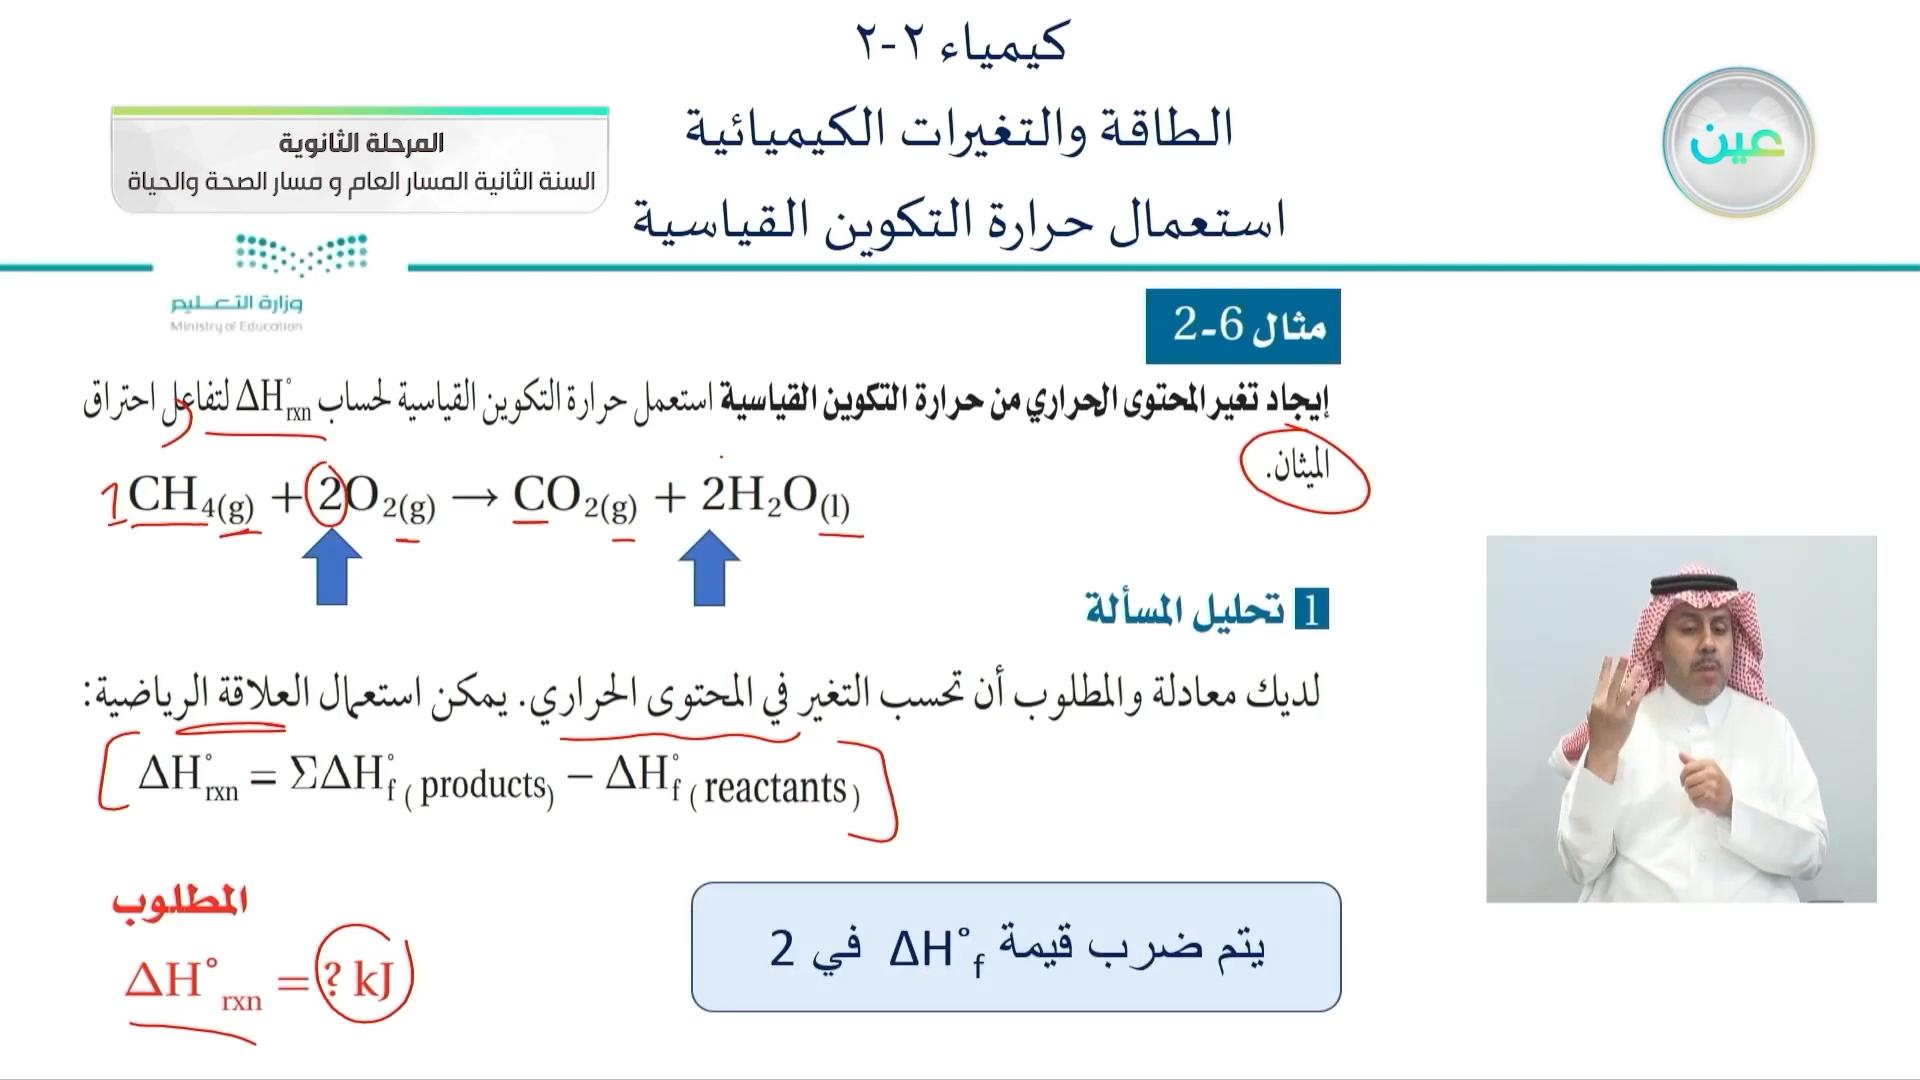 كيمياء ٢-٢
الطاقة والتغيرات الكيميائية
استعمال حرارة التكوين القياسية
عين
المرحلة الثانوية
السنة الثانية المسار العام و مسار الصحة والحياة
وزارة التعليم
Ministry of Education
مثال 6-2
إيجاد تغير المحتوى الحراري من حرارة التكوين القياسية استعمل حرارة التكوين القياسية لحساب ΔH°rxn لتفاعل احتراق
الميثان.
1 CH₄(g) + 2O₂(g) → CO₂(g) + 2H₂O(l)
1 تحليل المسألة
لديك معادلة والمطلوب أن تحسب التغير في المحتوى الحراري. يمكن استعمال العلاقة الرياضية:
ΔH°rxn = ΣΔH°f (products) − ΔH°f (reactants)
المطلوب
ΔH°rxn = ? kJ
يتم ضرب قيمة ΔH°f في 2